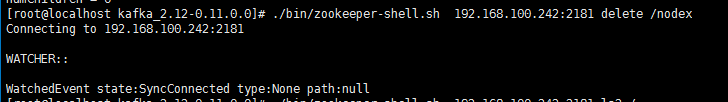 numChildren = 0
[root@localhost kafka_2.12-0.11.0.0]# ./bin/zookeeper-shell.sh  192.168.100.242:2181 delete /nodex
Connecting to 192.168.100.242:2181
WATCHER::
WatchedEvent state:SyncConnected type:None path:null
[root@localhost kafka_2.12-0.11.0.0]# ./bin/zookeeper-shell.sh  192.168.100.242:2181 ls2 /